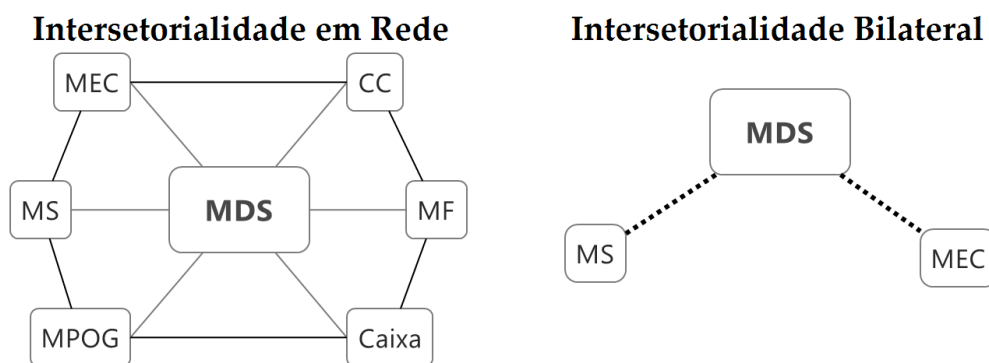 Intersetorialidade em Rede
MEC
CC
MS
MDS
MF
MPOG
Caixa
Intersetorialidade Bilateral
MDS
MS
MEC